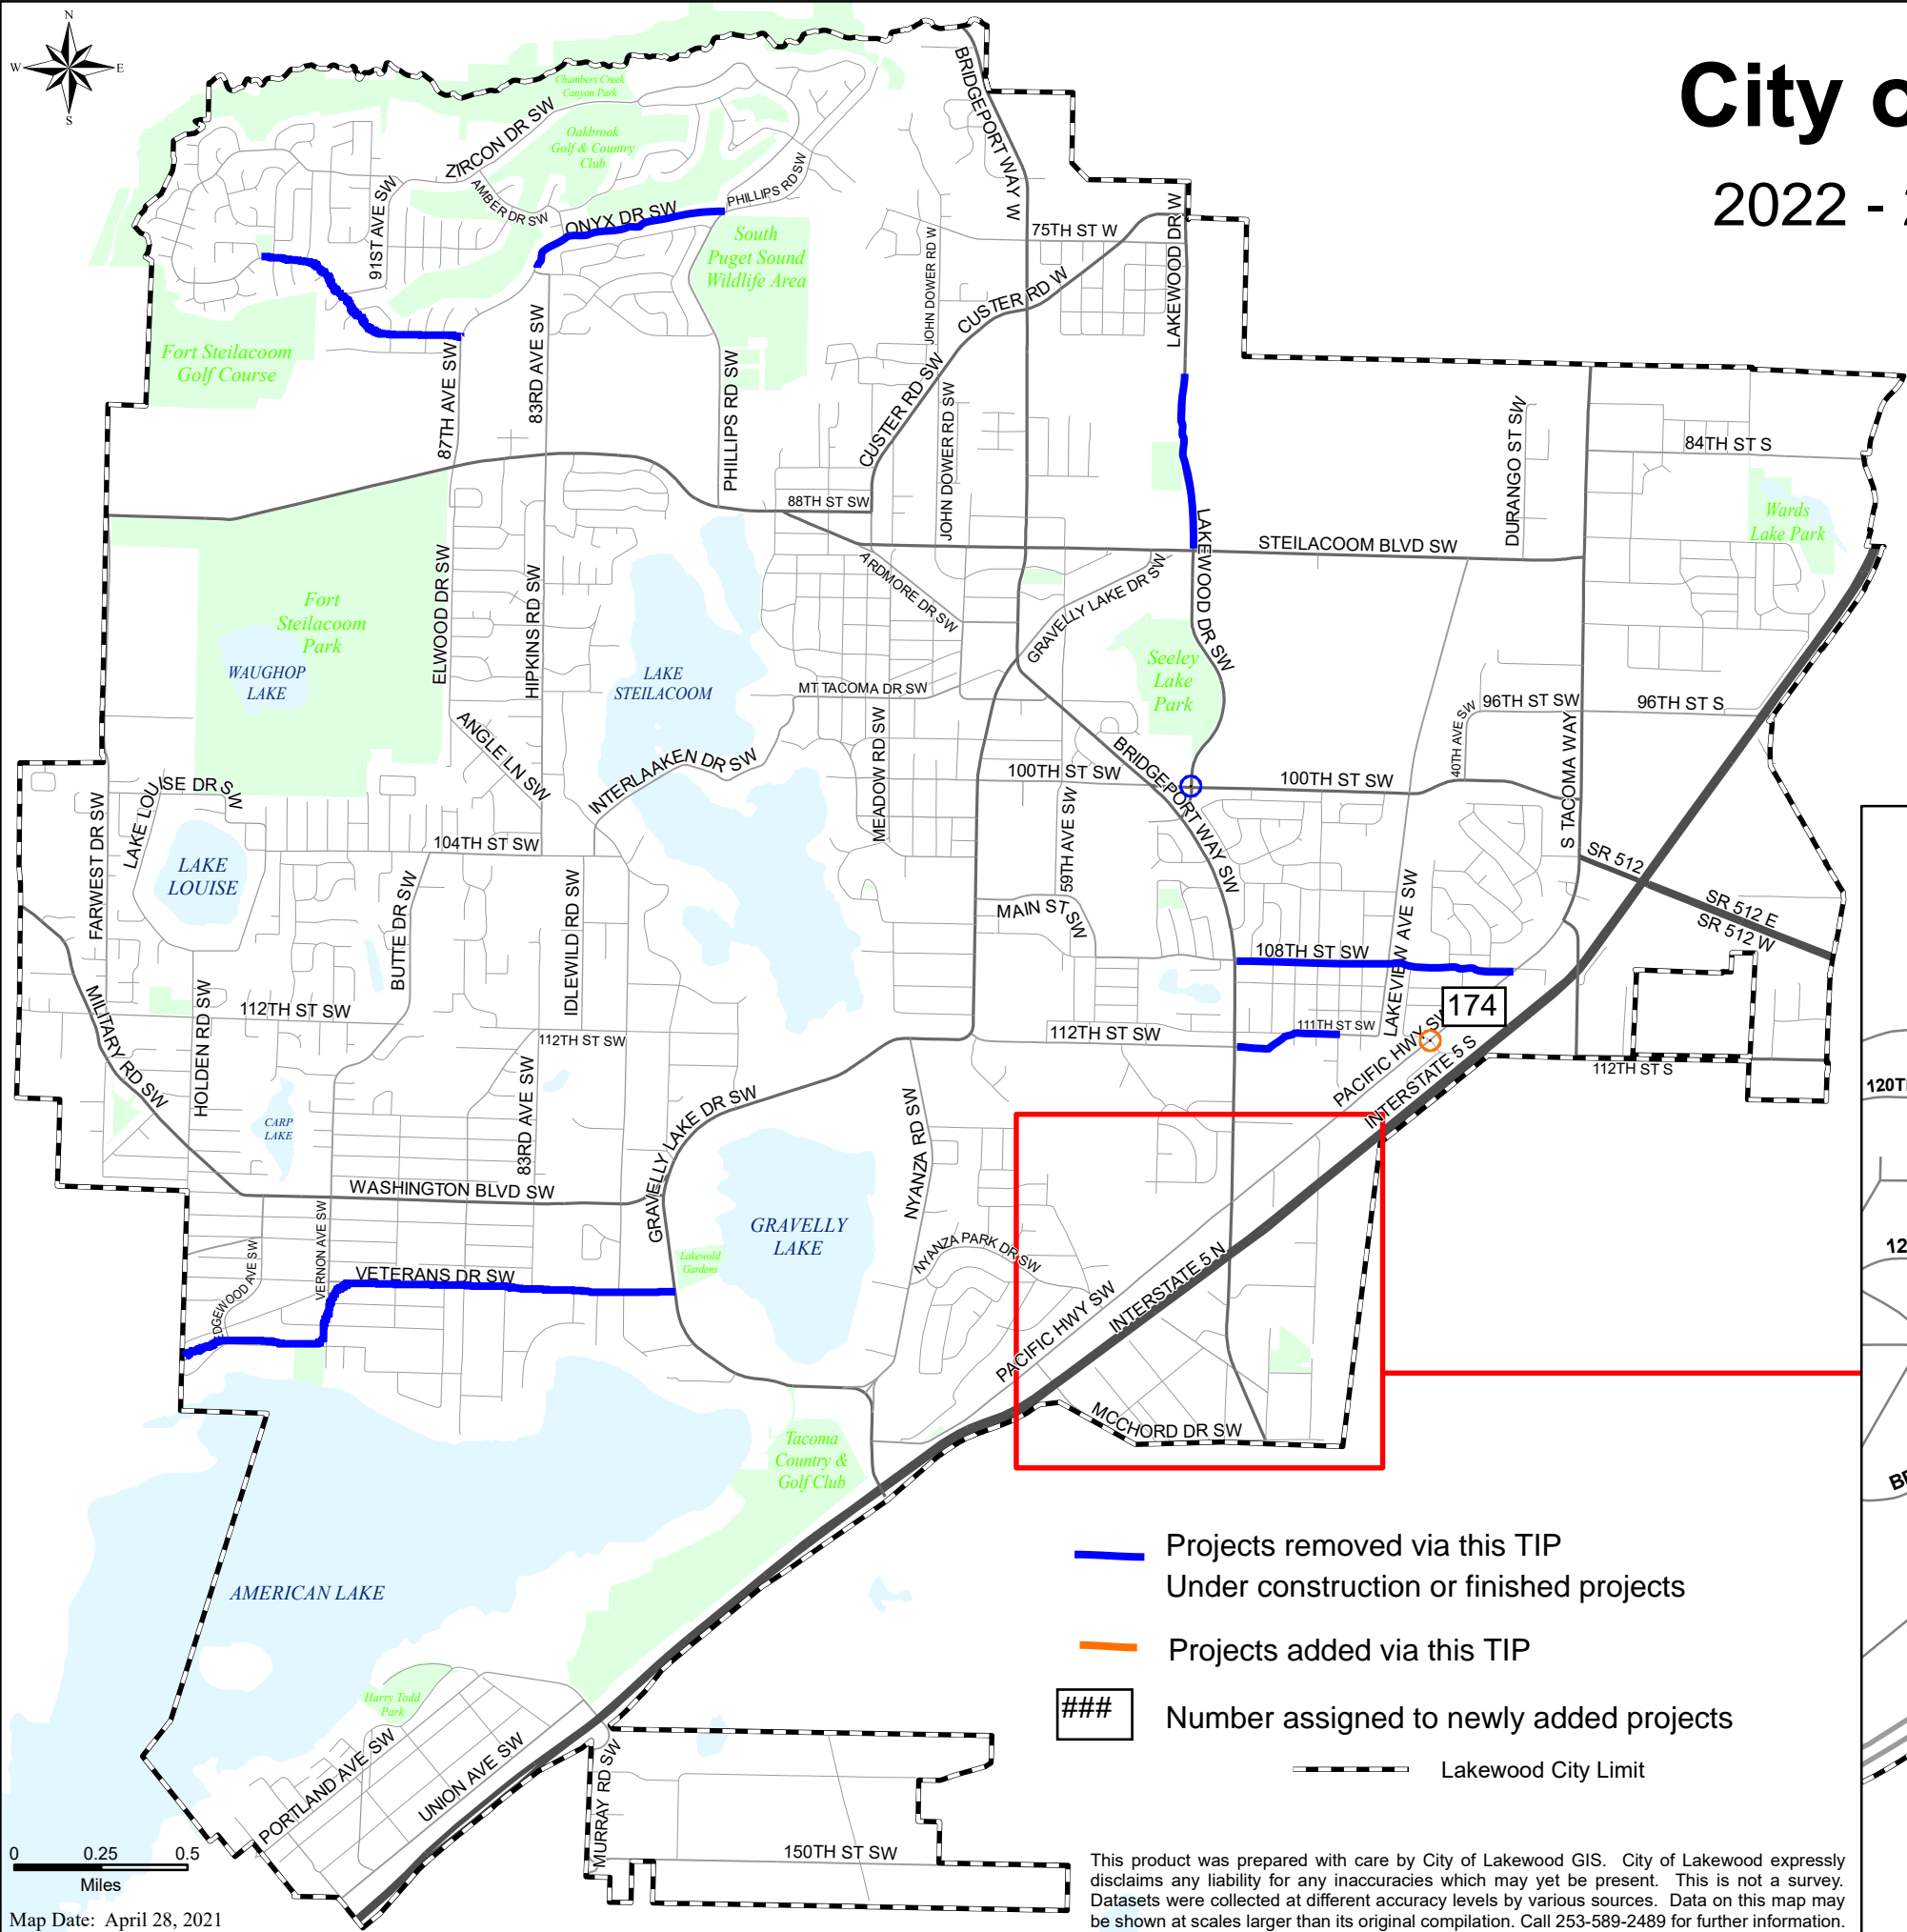 N
W
E
S
City o
2022 - 2
Chambers Creek
Canyon Park
Oakbrook
Golf & Country
Club
ZIRCON DR SW
AMBER DR SW
ONYX DR SW
PHILLIPS RD SW
91ST AVE SW
BRIDGEPORT WAY W
South
Puget Sound
Wildlife Area
75TH ST W
LAKEWOOD DR W
JOHN DOWER RD W
CUSTER RD W
Fort Steilacoom
Golf Course
87TH AVE SW
83RD AVE SW
PHILLIPS RD SW
CUSTER RD SW
JOHN DOWER RD SW
DURANGO ST SW
84TH ST S
88TH ST SW
Wards
Lake Park
LAKEWOOD DR SW
STEILACOOM BLVD SW
ARDMORE DR SW
GRAVELLY LAKE DR SW
ELWOOD DR SW
HIPKINS RD SW
Fort
Steilacoom
Park
WAUGHOP
LAKE
LAKE
STEILACOOM
MT TACOMA DR SW
Seeley
Lake
Park
96TH ST SW
96TH ST S
40TH AVE SW
S TACOMA WAY
ANGLE LN SW
INTERLAAKEN DR SW
MEADOW RD SW
100TH ST SW
BRIDGEPORT WAY SW
100TH ST SW
LAKE LOUISE DR SW
FARWEST DR SW
LAKE
LOUISE
104TH ST SW
59TH AVE SW
SR 512
SR 512 E
SR 512 W
BUTTE DR SW
IDLEWILD RD SW
MAIN ST SW
108TH ST SW
LAKEVIEW AVE SW
174
MILITARY RD SW
HOLDEN RD SW
112TH ST SW
112TH ST SW
112TH ST SW
111TH ST SW
PACIFIC HWY SW
INTERSTATE 5 S
112TH ST S
120T
CARP
LAKE
83RD AVE SW
GRAVELLY LAKE DR SW
NYANZA RD SW
WASHINGTON BLVD SW
VERNON AVE SW
EDGEWOOD AVE SW
VETERANS DR SW
Lakewold
Gardens
GRAVELLY
LAKE
NYANZA PARK DR SW
12
PACIFIC HWY SW
INTERSTATE 5 N
MCCHORD DR SW
Tacoma
Country &
Golf Club
AMERICAN LAKE
Projects removed via this TIP
Under construction or finished projects
Projects added via this TIP
###
Number assigned to newly added projects
Lakewood City Limit
Harry Todd
Park
PORTLAND AVE SW
UNION AVE SW
MURRAY RD SW
150TH ST SW
0 0.25 0.5
Miles
Map Date: April 28, 2021
This product was prepared with care by City of Lakewood GIS. City of Lakewood expressly
disclaims any liability for any inaccuracies which may yet be present. This is not a survey.
Datasets were collected at different accuracy levels by various sources. Data on this map may
be shown at scales larger than its original compilation. Call 253-589-2489 for further information.